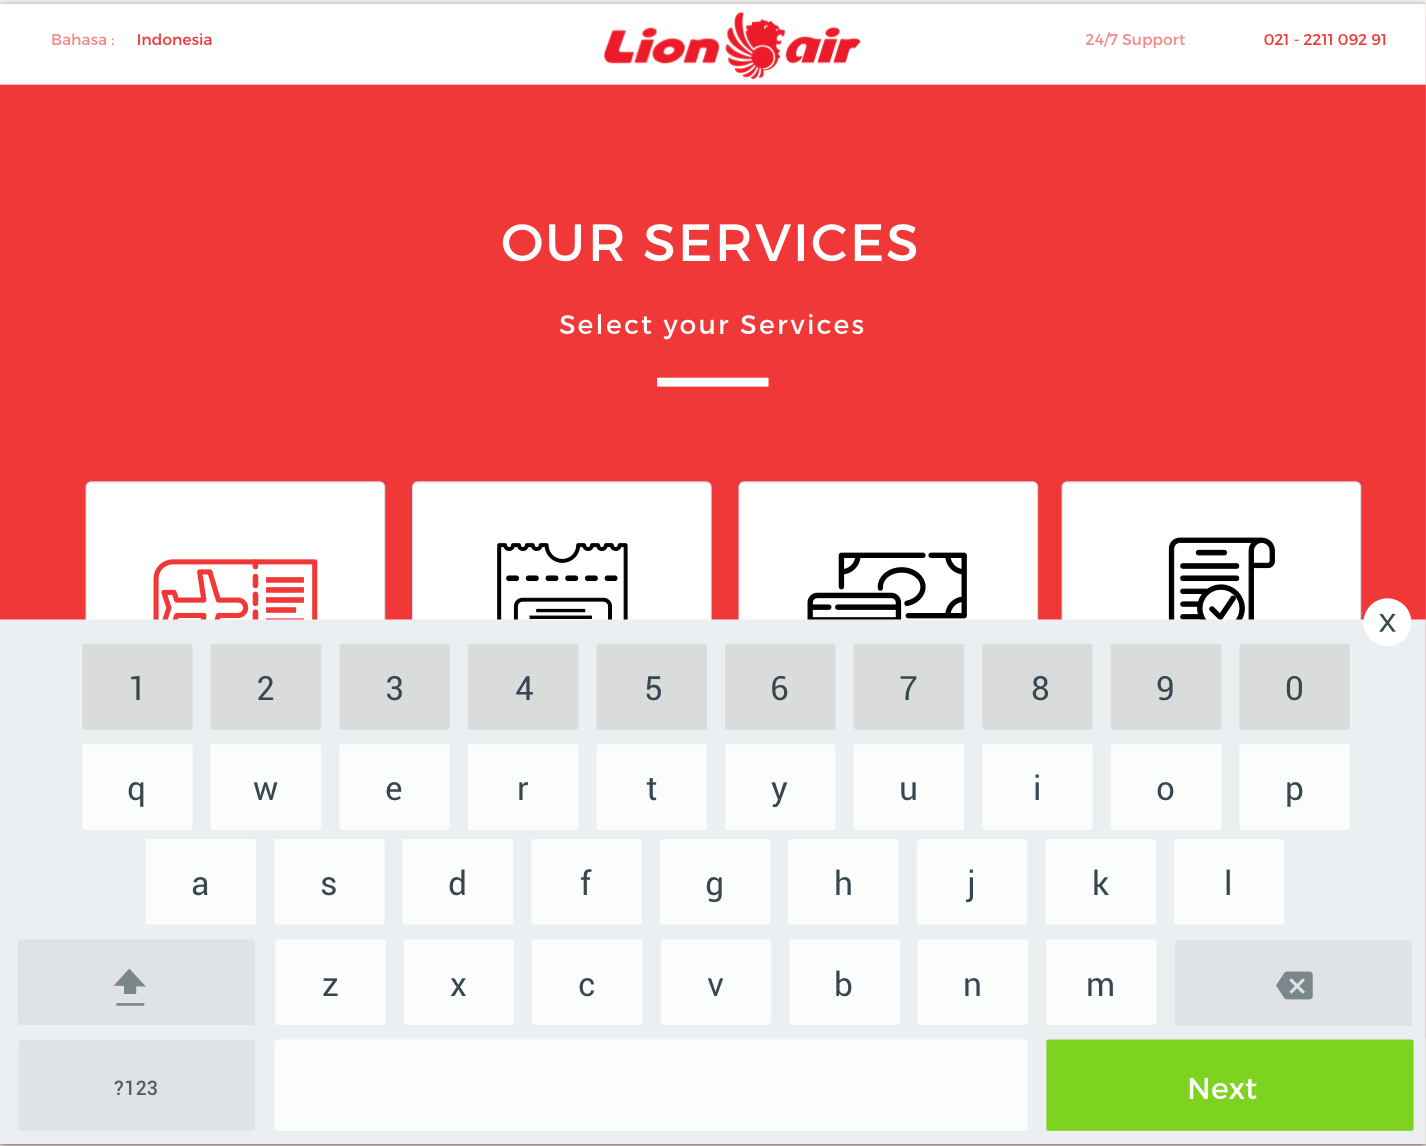 Bahasa : Indonesia Lion air 24/7 Support 021 - 2211 092 91
OUR SERVICES
Select your Services
X
1 2 3 4 5 6 7 8 9 0
q w e r t y u i o p
a s d f g h j k l
z x c v b n m
?123 Next